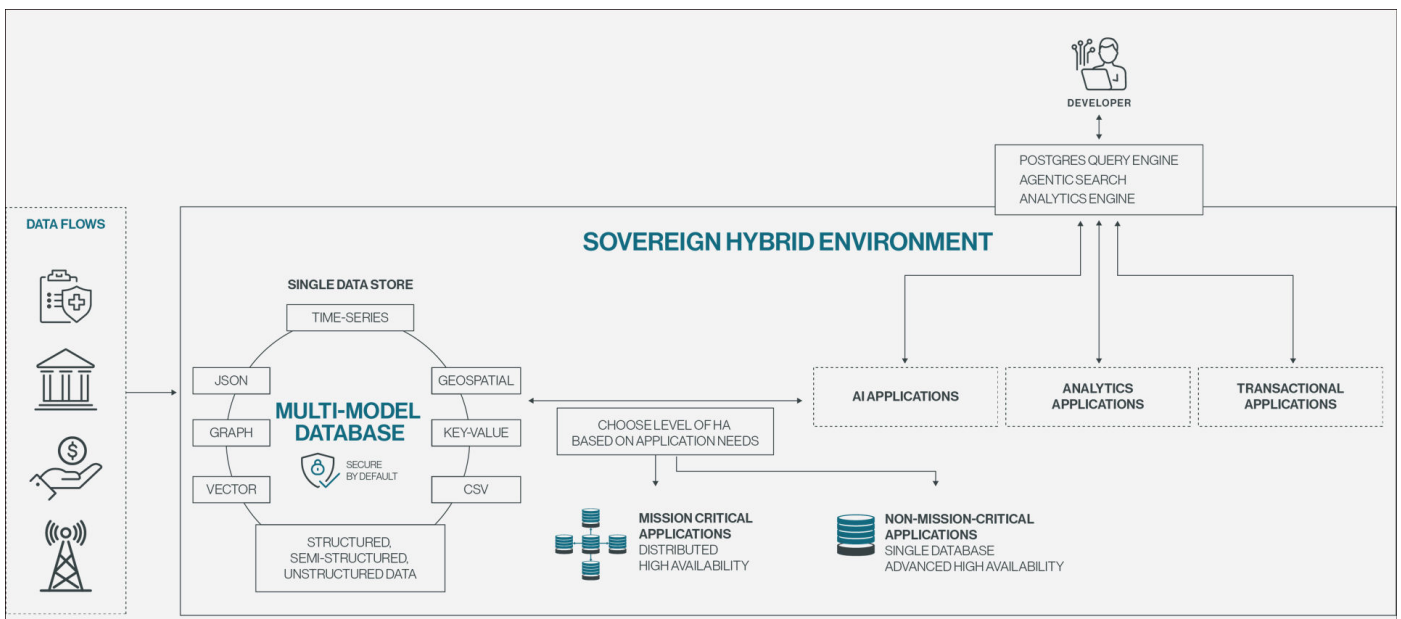 DEVELOPER
POSTGRES QUERY ENGINE
AGENTIC SEARCH
ANALYTICS ENGINE
DATA FLOWS
SOVEREIGN HYBRID ENVIRONMENT
SINGLE DATA STORE
TIME-SERIES
JSON
GEOSPATIAL
MULTI-MODEL
DATABASE
GRAPH
KEY-VALUE
SECURE
BY DEFAULT
VECTOR
CSV
STRUCTURED,
SEMI-STRUCTURED,
UNSTRUCTURED DATA
CHOOSE LEVEL OF HA
BASED ON APPLICATION NEEDS
AI APPLICATIONS
ANALYTICS
APPLICATIONS
TRANSACTIONAL
APPLICATIONS
MISSION CRITICAL
APPLICATIONS
DISTRIBUTED
HIGH AVAILABILITY
NON-MISSION-CRITICAL
APPLICATIONS
SINGLE DATABASE
ADVANCED HIGH AVAILABILITY